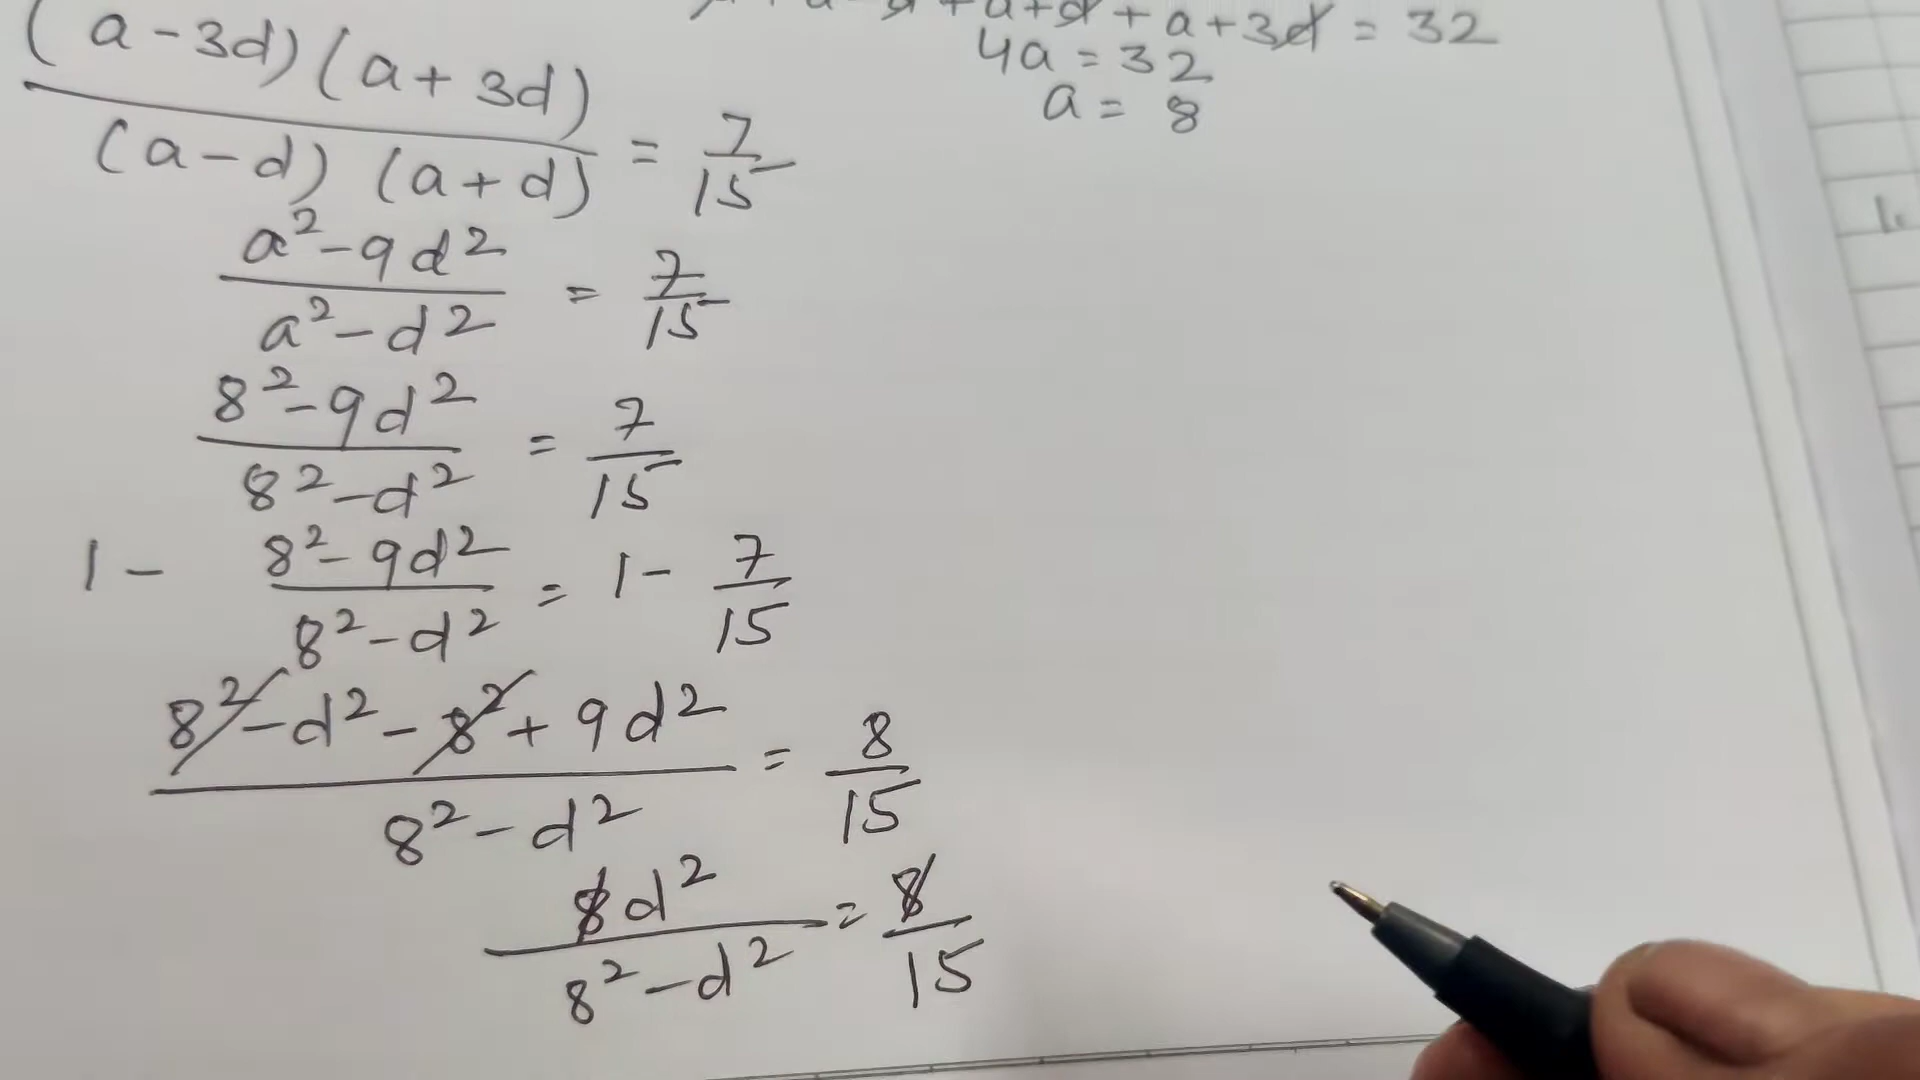 + a + d + a + 3d = 32
4a = 32
a = 8
(a - 3d) (a + 3d)
(a - d) (a + d) = 7/15
a² - 9d² / a² - d² = 7/15
8² - 9d² / 8² - d² = 7/15
1 - 8² - 9d² / 8² - d² = 1 - 7/15
8² - d² - 8² + 9d² / 8² - d² = 8/15
8d² / 8² - d² = 8/15